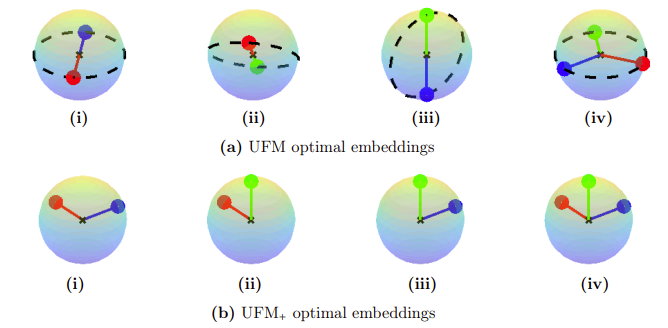 (i) (ii) (iii) (iv)
(a) UFM optimal embeddings
(i) (ii) (iii) (iv)
(b) UFM₊ optimal embeddings